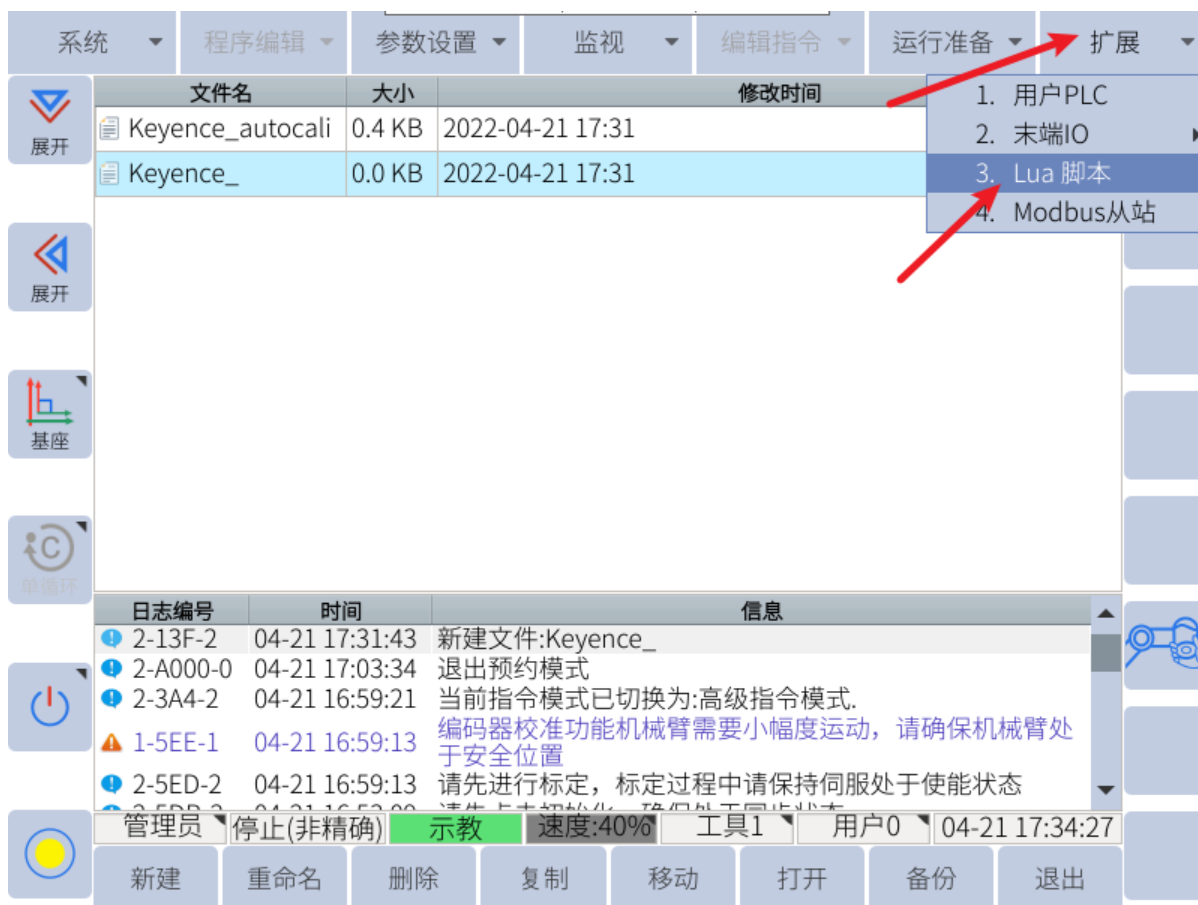 系统 程序编辑 参数设置 监视 编辑指令 运行准备 扩展
文件名 大小 修改时间
Keyence_autocali 0.4 KB 2022-04-21 17:31
Keyence_ 0.0 KB 2022-04-21 17:31
1. 用户PLC
2. 末端IO
3. Lua 脚本
4. Modbus从站
展开
展开
基座
单循环
日志编号 时间 信息
2-13F-2 04-21 17:31:43 新建文件:Keyence_
2-A000-0 04-21 17:03:34 退出预约模式
2-3A4-2 04-21 16:59:21 当前指令模式已切换为:高级指令模式.
1-5EE-1 04-21 16:59:13 编码器校准功能机械臂需要小幅度运动，请确保机械臂处
于安全位置
2-5ED-2 04-21 16:59:13 请先进行标定，标定过程中请保持伺服处于使能状态
管理员 停止(非精确) 示教 速度:40% 工具1 用户0 04-21 17:34:27
新建 重命名 删除 复制 移动 打开 备份 退出